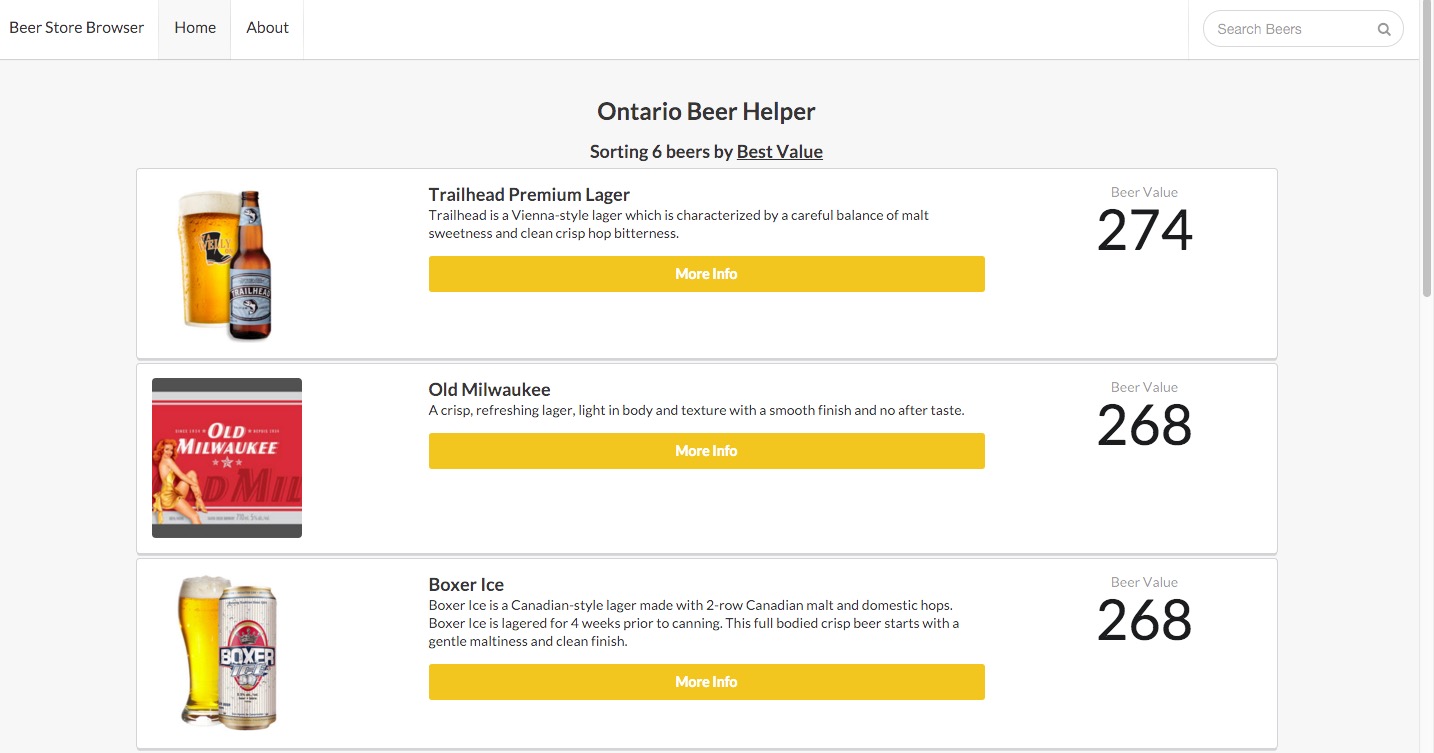 Beer Store Browser
Home
About
Search Beers
Ontario Beer Helper
Sorting 6 beers by Best Value
Trailhead Premium Lager
Trailhead is a Vienna-style lager which is characterized by a careful balance of malt
sweetness and clean crisp hop bitterness.
More Info
Beer Value
274
TRAILHEAD
Old Milwaukee
A crisp, refreshing lager, light in body and texture with a smooth finish and no after taste.
More Info
Beer Value
268
OLD
MILWAUKEE
Boxer Ice
Boxer Ice is a Canadian-style lager made with 2-row Canadian malt and domestic hops.
Boxer Ice is lagered for 4 weeks prior to canning. This full bodied crisp beer starts with a
gentle maltiness and clean finish.
More Info
Beer Value
268
BOXER
ICE